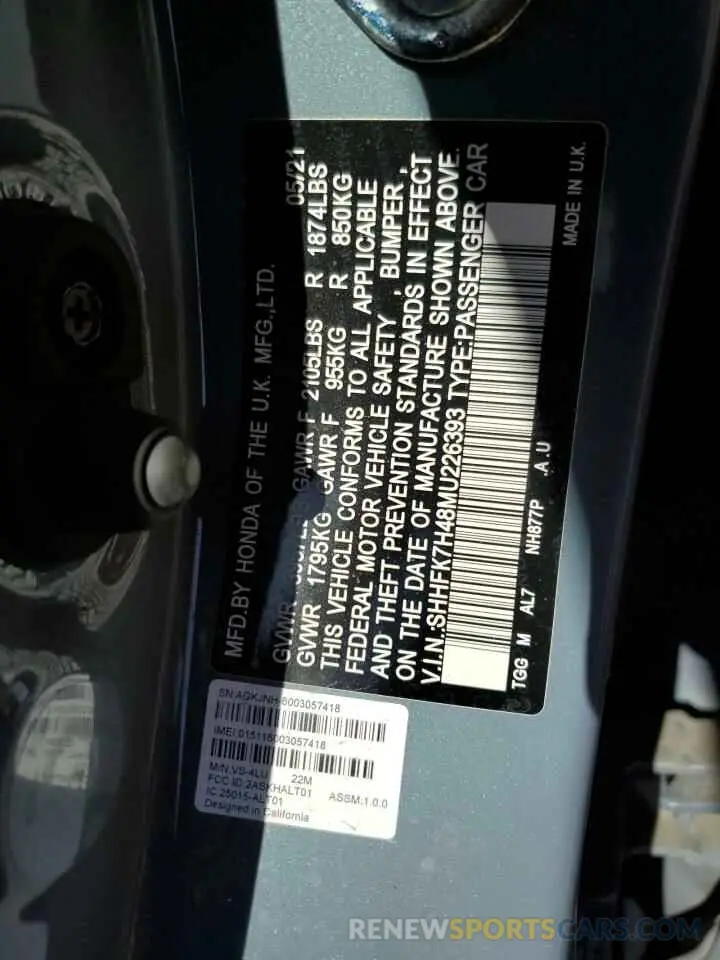 MFD.BY HONDA OF THE U.K. MFG.,LTD. 05/21
GVWR GAWR F 2105LBS R 1874LBS
GVWR 1795KG GAWR F 955KG R 850KG
THIS VEHICLE CONFORMS TO ALL APPLICABLE
FEDERAL MOTOR VEHICLE SAFETY , BUMPER ,
AND THEFT PREVENTION STANDARDS IN EFFECT
ON THE DATE OF MANUFACTURE SHOWN ABOVE.
V.I.N.:SHHFK7H48MU226393 TYPE:PASSENGER CAR
TGG M AL7 NH877P .A .U MADE IN U.K.
SN:AGKJNH-6003057418
IMEI:015118003057418
M/N:VS-4LU 22M
FCC ID:2ASKHALT01 ASSM:1.0.0
IC:25015-ALT01
Designed in California
RENEWSPORTSCARS.COM